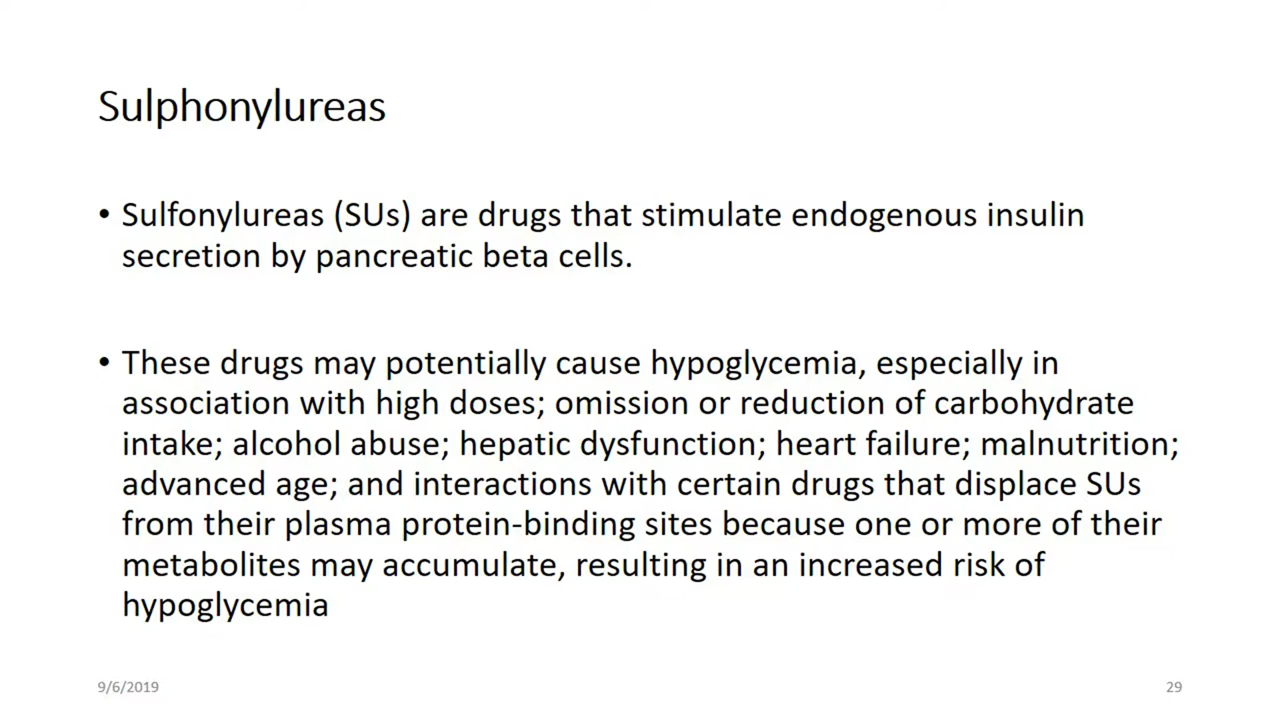 Sulphonylureas
• Sulfonylureas (SUs) are drugs that stimulate endogenous insulin
secretion by pancreatic beta cells.
• These drugs may potentially cause hypoglycemia, especially in
association with high doses; omission or reduction of carbohydrate
intake; alcohol abuse; hepatic dysfunction; heart failure; malnutrition;
advanced age; and interactions with certain drugs that displace SUs
from their plasma protein-binding sites because one or more of their
metabolites may accumulate, resulting in an increased risk of
hypoglycemia
9/6/2019
29